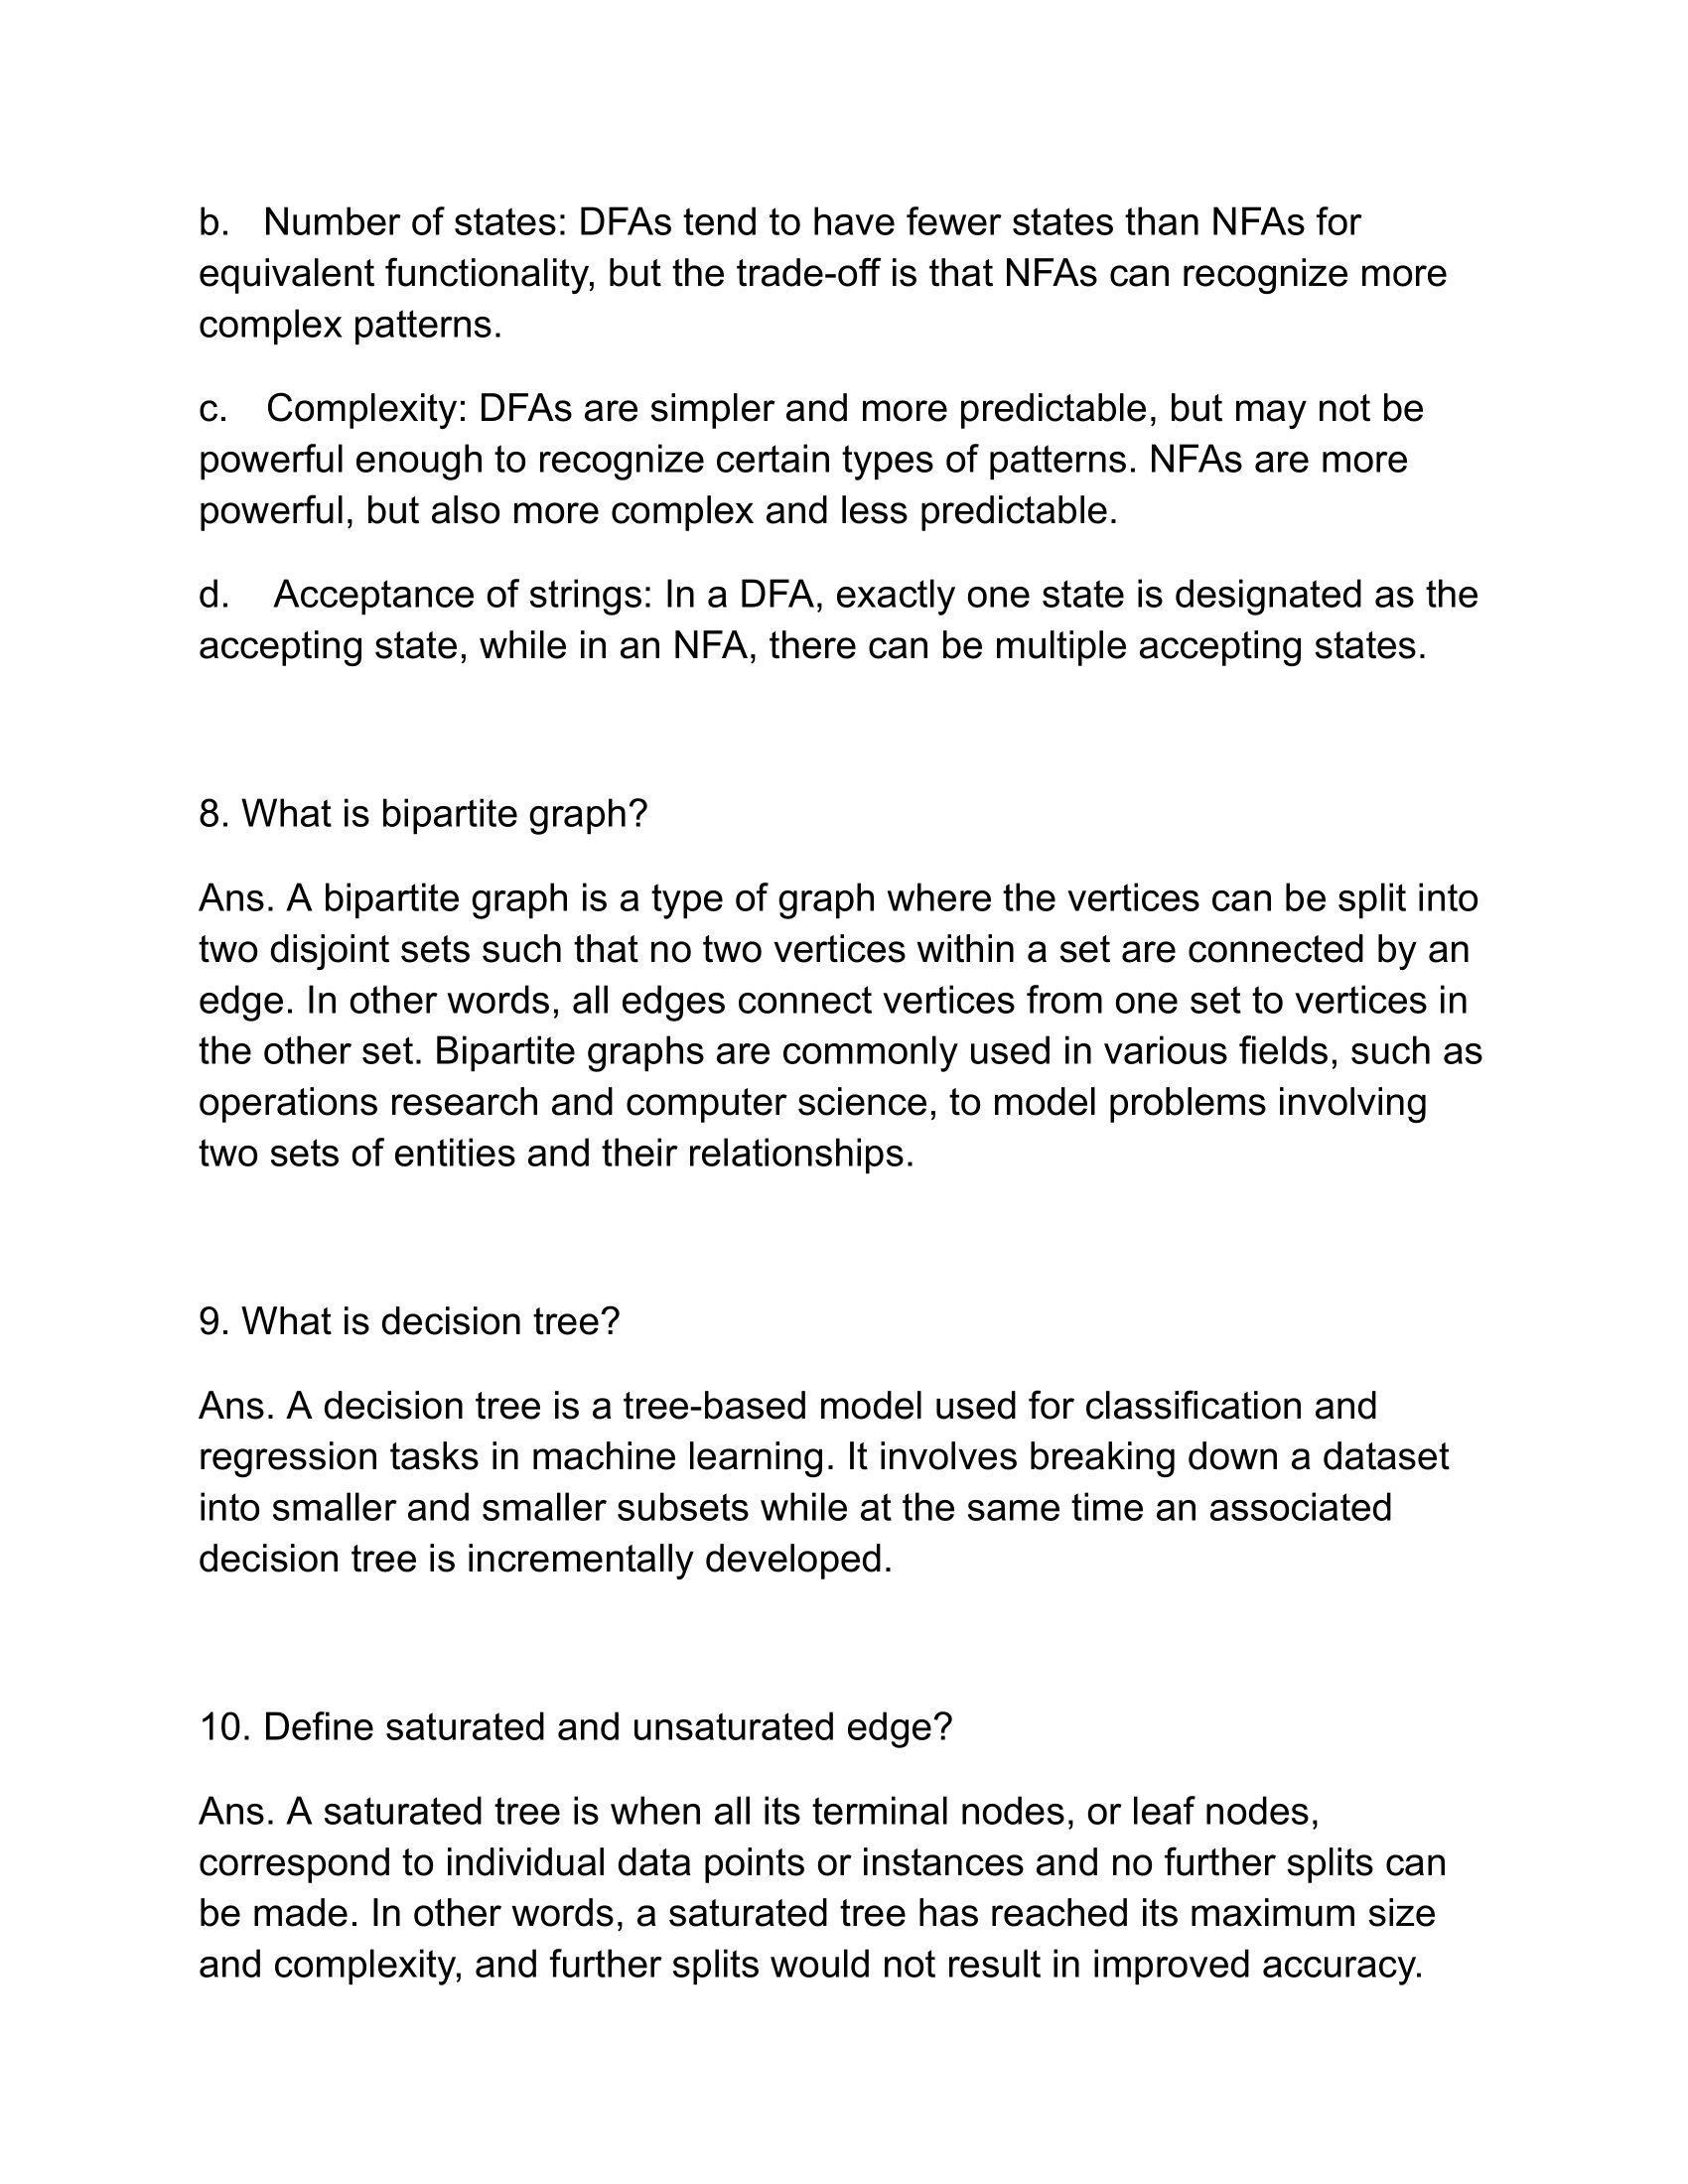 b. Number of states: DFAs tend to have fewer states than NFAs for
equivalent functionality, but the trade-off is that NFAs can recognize more
complex patterns.
c. Complexity: DFAs are simpler and more predictable, but may not be
powerful enough to recognize certain types of patterns. NFAs are more
powerful, but also more complex and less predictable.
d. Acceptance of strings: In a DFA, exactly one state is designated as the
accepting state, while in an NFA, there can be multiple accepting states.
8. What is bipartite graph?
Ans. A bipartite graph is a type of graph where the vertices can be split into
two disjoint sets such that no two vertices within a set are connected by an
edge. In other words, all edges connect vertices from one set to vertices in
the other set. Bipartite graphs are commonly used in various fields, such as
operations research and computer science, to model problems involving
two sets of entities and their relationships.
9. What is decision tree?
Ans. A decision tree is a tree-based model used for classification and
regression tasks in machine learning. It involves breaking down a dataset
into smaller and smaller subsets while at the same time an associated
decision tree is incrementally developed.
10. Define saturated and unsaturated edge?
Ans. A saturated tree is when all its terminal nodes, or leaf nodes,
correspond to individual data points or instances and no further splits can
be made. In other words, a saturated tree has reached its maximum size
and complexity, and further splits would not result in improved accuracy.